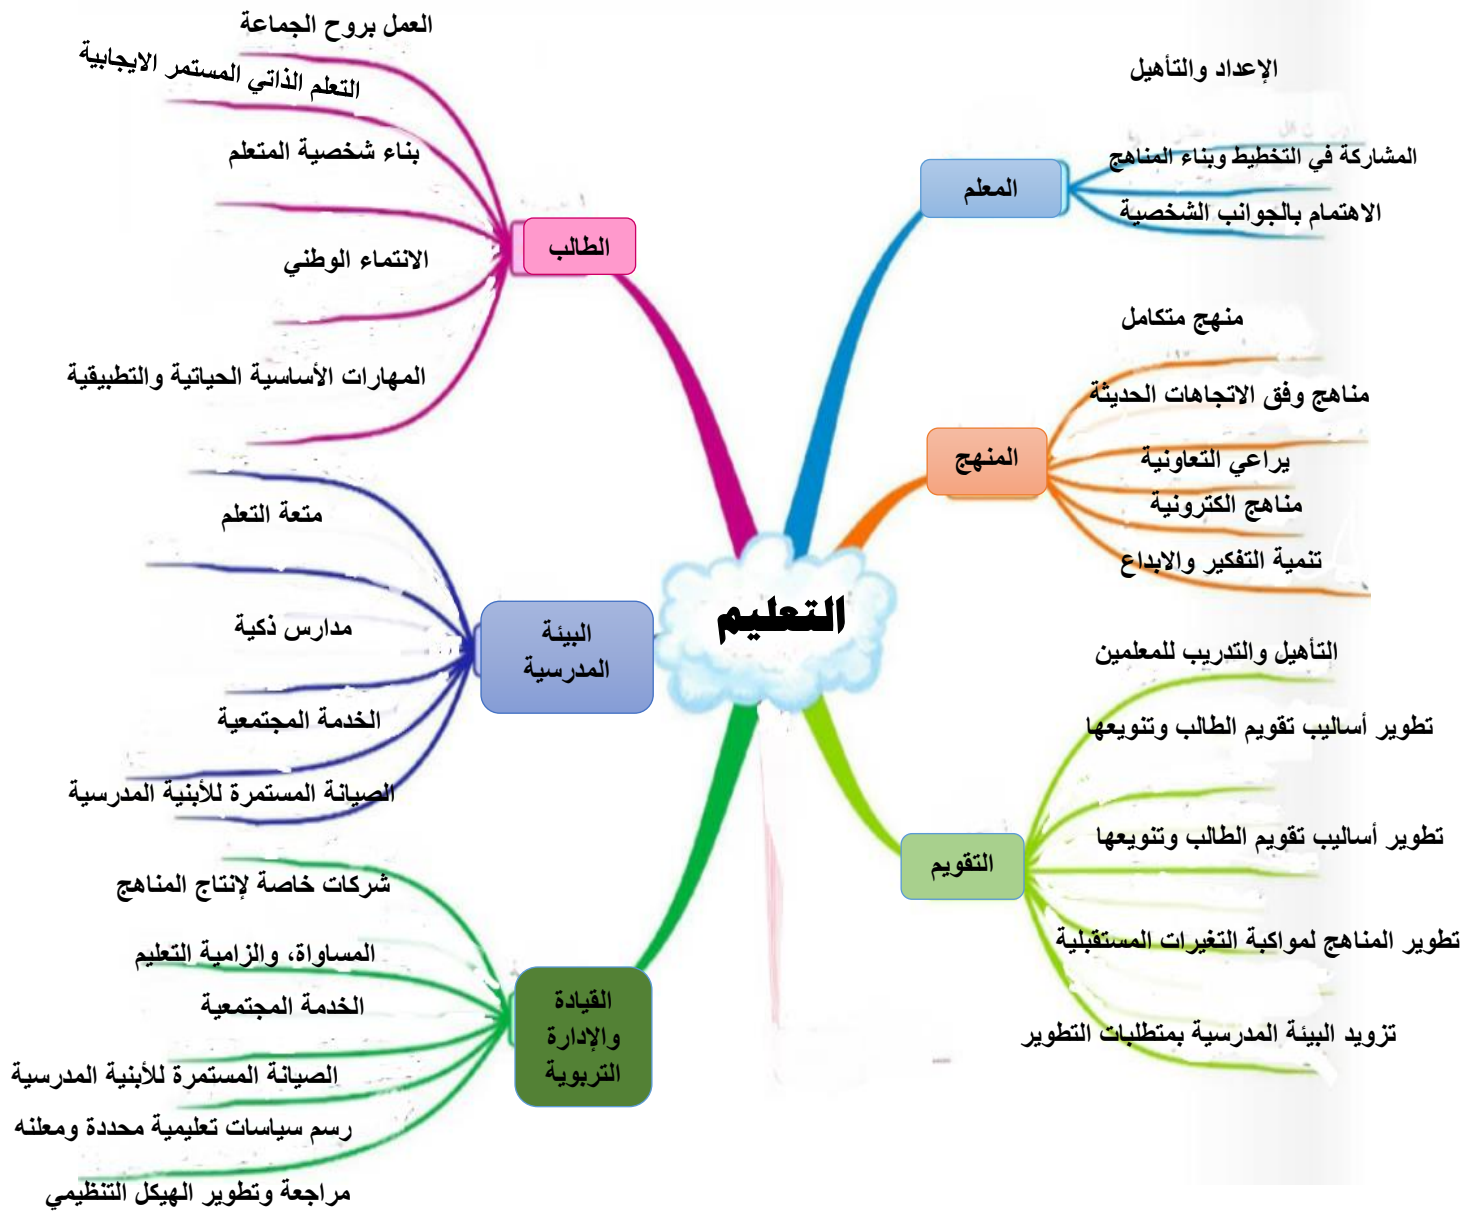 التعليم
المعلم
الإعداد والتأهيل
المشاركة في التخطيط وبناء المناهج
الاهتمام بالجوانب الشخصية
المنهج
منهج متكامل
مناهج وفق الاتجاهات الحديثة
يراعي التعاونية
مناهج الكترونية
تنمية التفكير والابداع
التقويم
التأهيل والتدريب للمعلمين
تطوير أساليب تقويم الطالب وتنويعها
تطوير أساليب تقويم الطالب وتنويعها
تطوير المناهج لمواكبة التغيرات المستقبلية
تزويد البيئة المدرسية بمتطلبات التطوير
الطالب
العمل بروح الجماعة
التعلم الذاتي المستمر الايجابية
بناء شخصية المتعلم
الانتماء الوطني
المهارات الأساسية الحياتية والتطبيقية
البيئة
المدرسية
متعة التعلم
مدارس ذكية
الخدمة المجتمعية
الصيانة المستمرة للأبنية المدرسية
القيادة
والإدارة
التربوية
شركات خاصة لإنتاج المناهج
المساواة، والزامية التعليم
الخدمة المجتمعية
الصيانة المستمرة للأبنية المدرسية
رسم سياسات تعليمية محددة ومعلنه
مراجعة وتطوير الهيكل التنظيمي